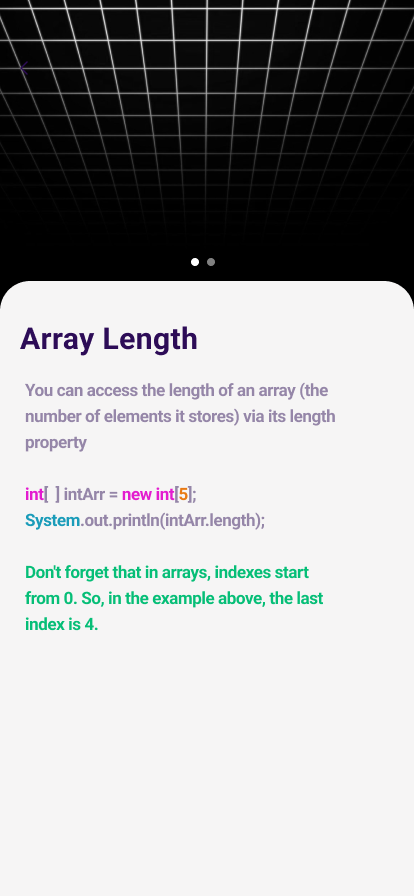 Array Length
You can access the length of an array (the
number of elements it stores) via its length
property
int[  ] intArr = new int[5];
System.out.println(intArr.length);
Don't forget that in arrays, indexes start
from 0. So, in the example above, the last
index is 4.